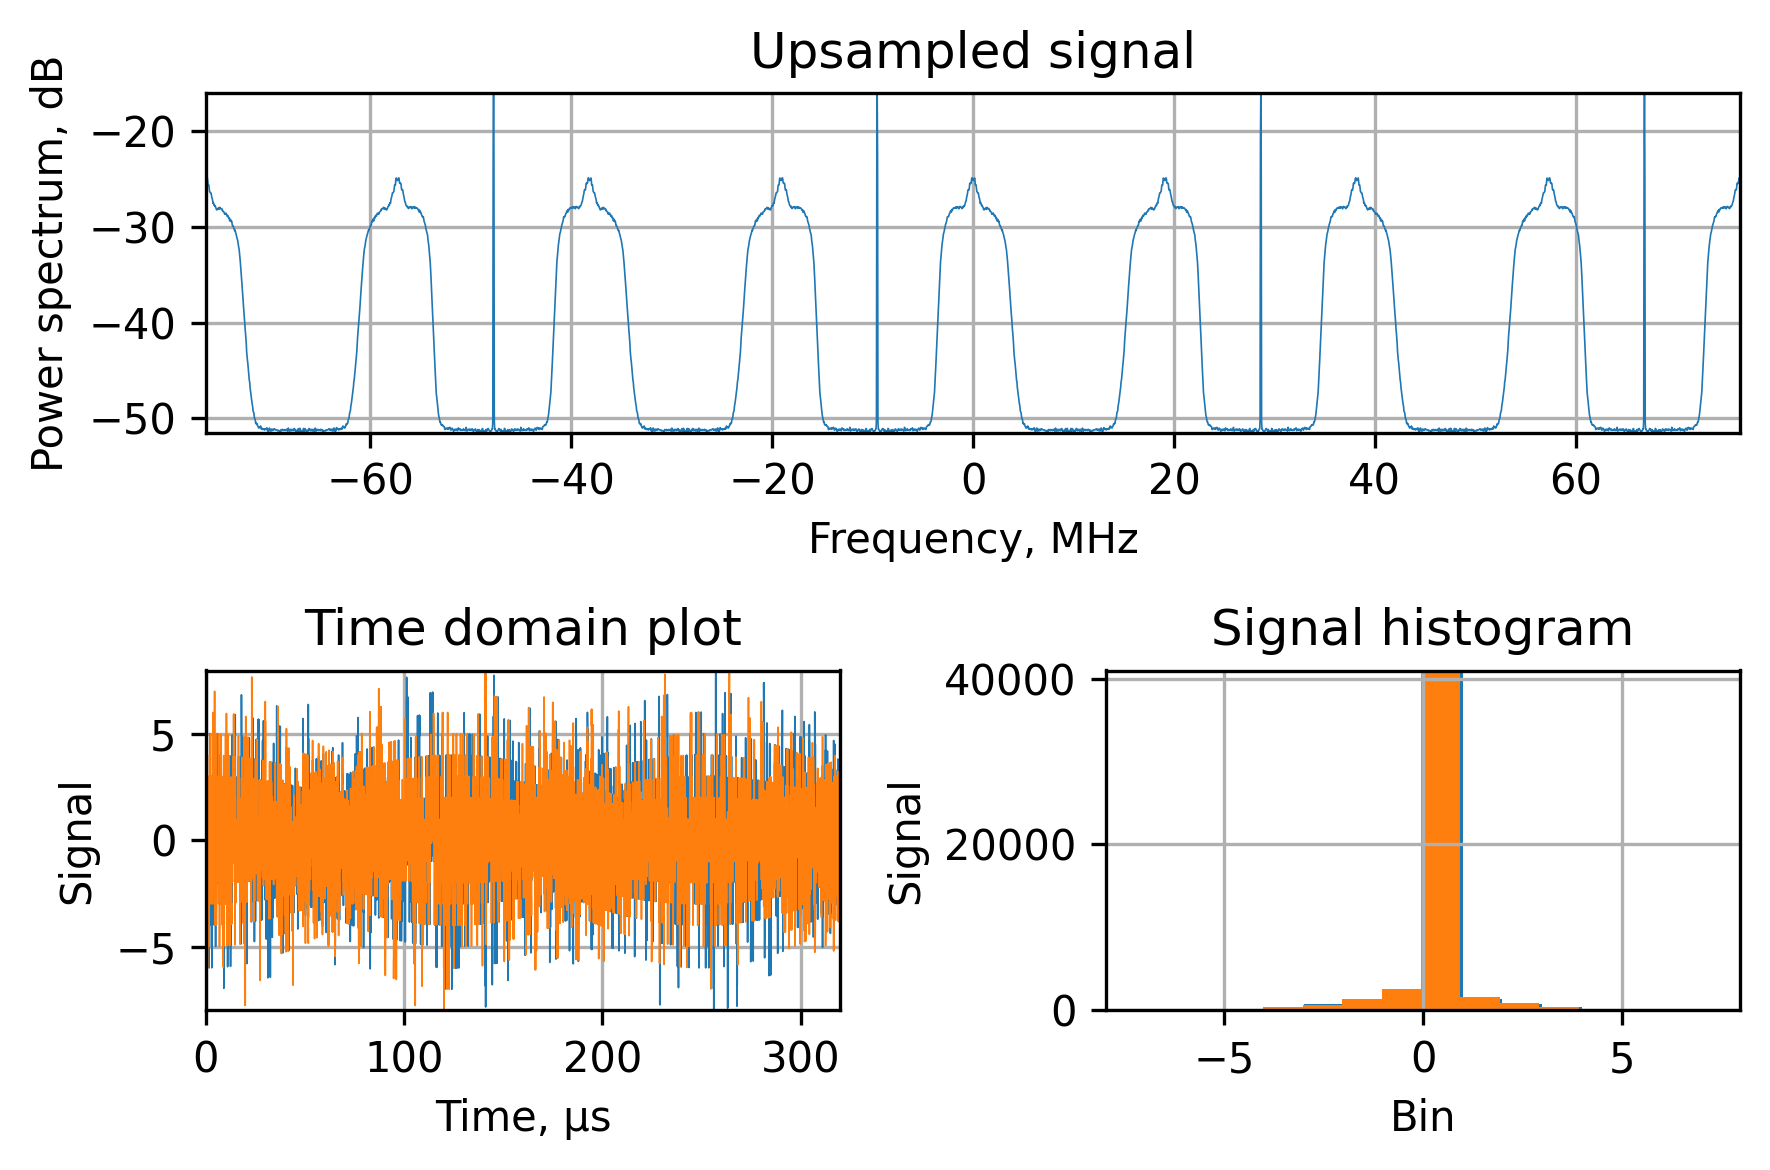 Upsampled signal
Power spectrum, dB
−20
−30
−40
−50
−60 −40 −20 0 20 40 60
Frequency, MHz
Time domain plot
Signal
5
0
−5
0 100 200 300
Time, µs
Signal histogram
Signal
40000
20000
0
−5 0 5
Bin